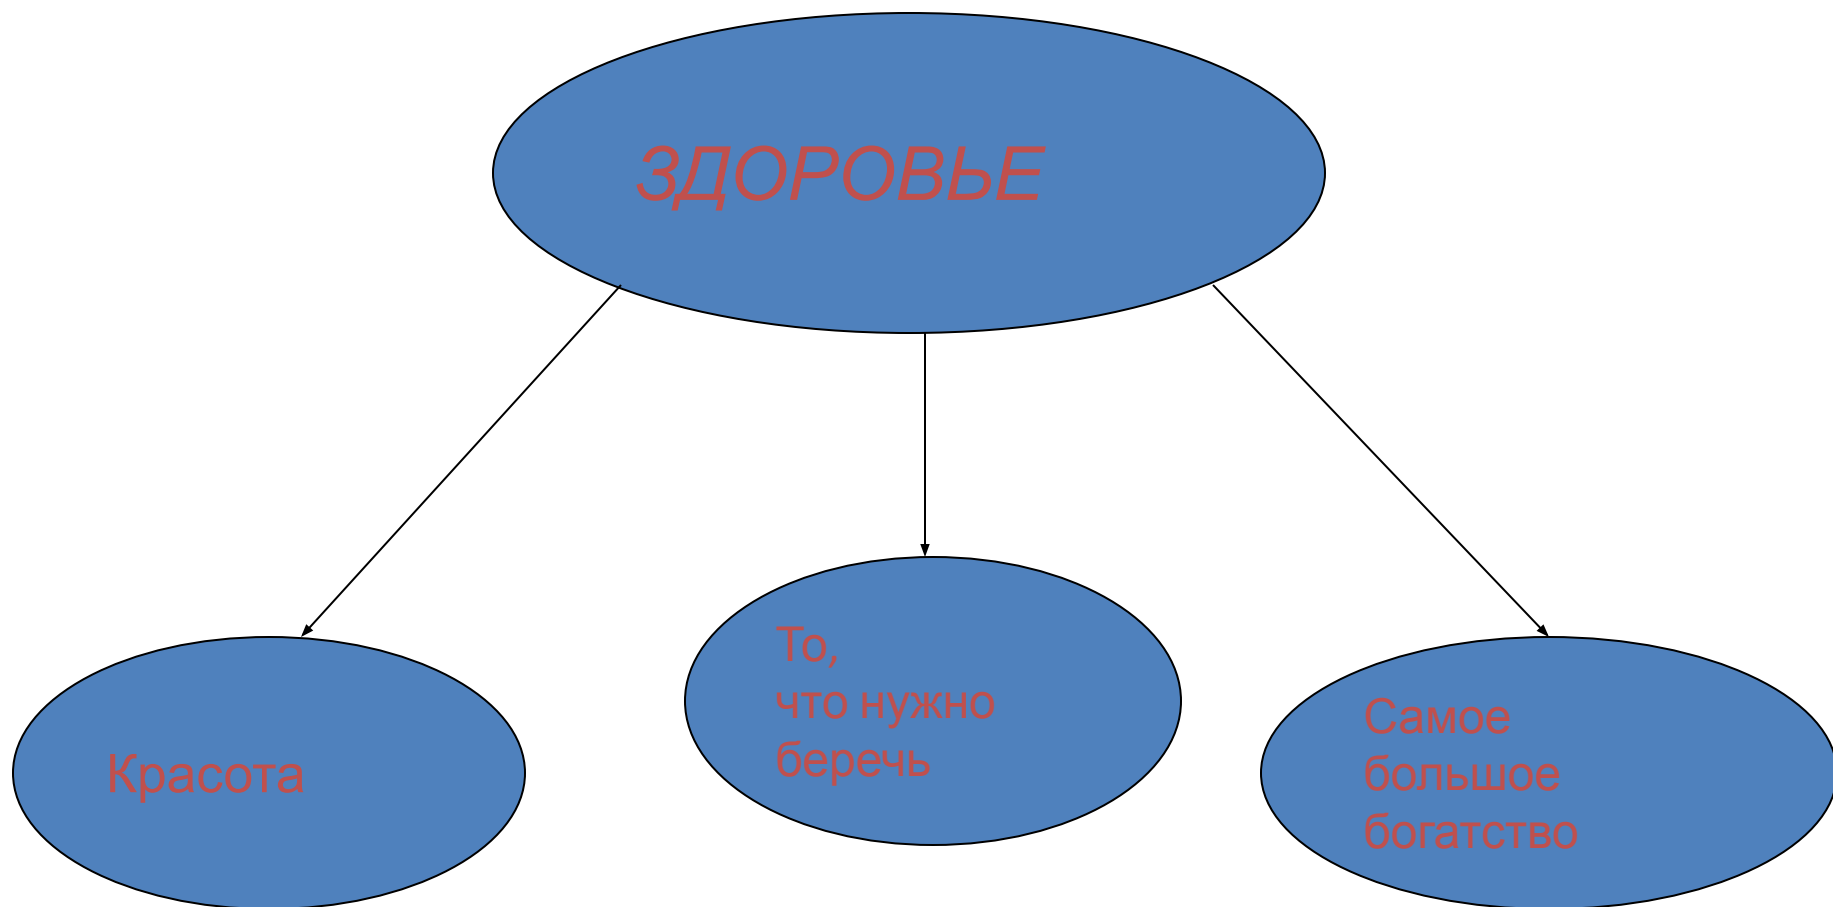 ЗДОРОВЬЕ
Красота
То,
что нужно
беречь
Самое
большое
богатство